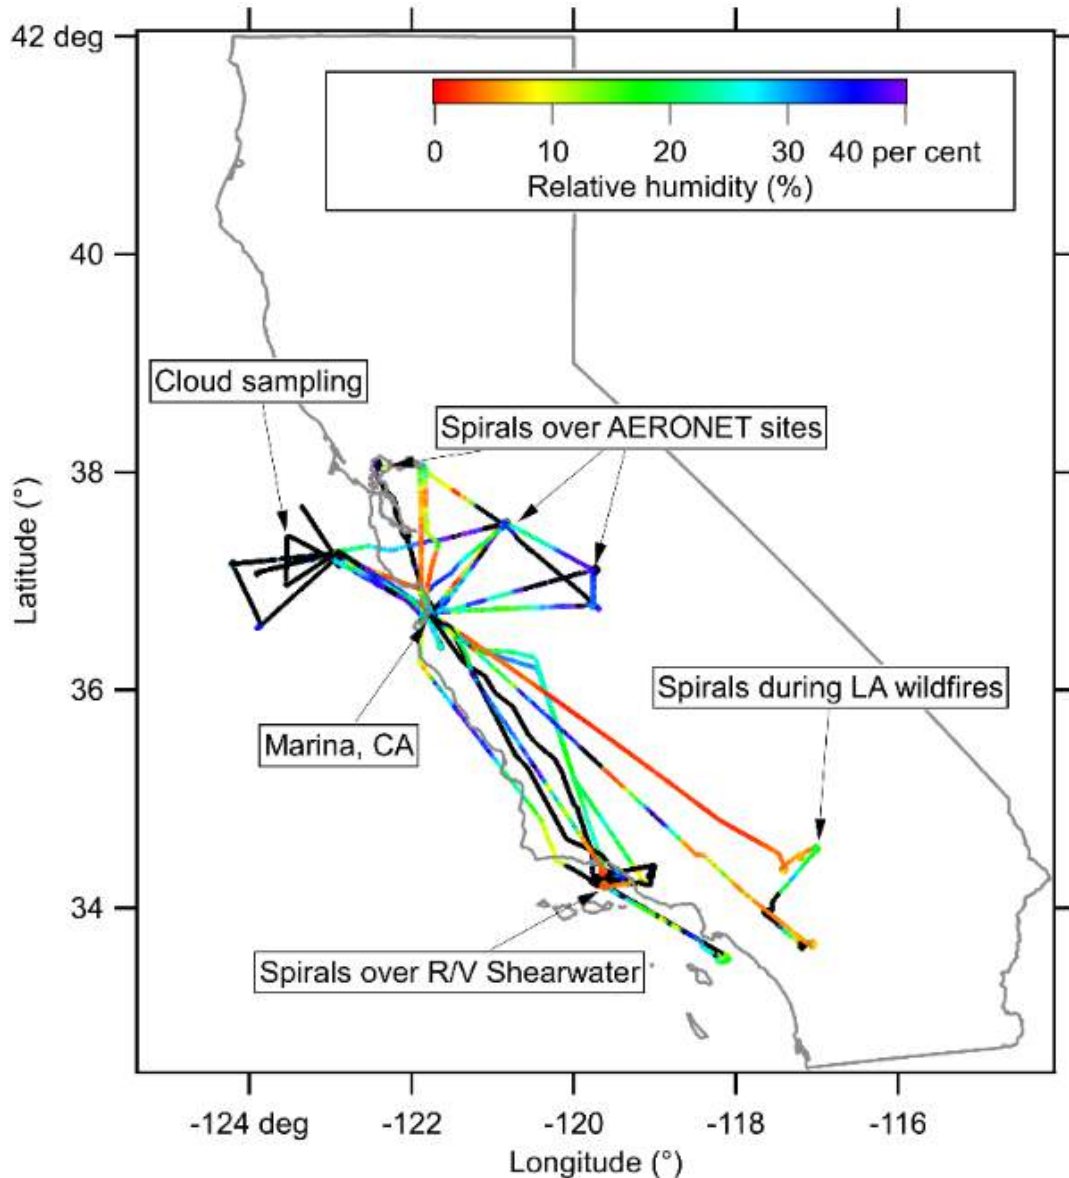 42 deg
0 10 20 30 40 per cent
Relative humidity (%)
40
Cloud sampling
Spirals over AERONET sites
38
Latitude (°)
36
Spirals during LA wildfires
Marina, CA
34
Spirals over R/V Shearwater
-124 deg -122 -120 -118 -116
Longitude (°)